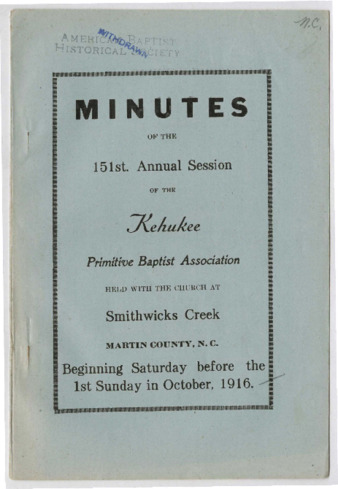 N.C.
AMERICAN BAPTIST
HISTORICAL SOCIETY
WITHDRAWN
MINUTES
OF THE
151st. Annual Session
OF THE
Kehukee
Primitive Baptist Association
HELD WITH THE CHURCH AT
Smithwicks Creek
MARTIN COUNTY, N. C.
Beginning Saturday before the
1st Sunday in October, 1916.